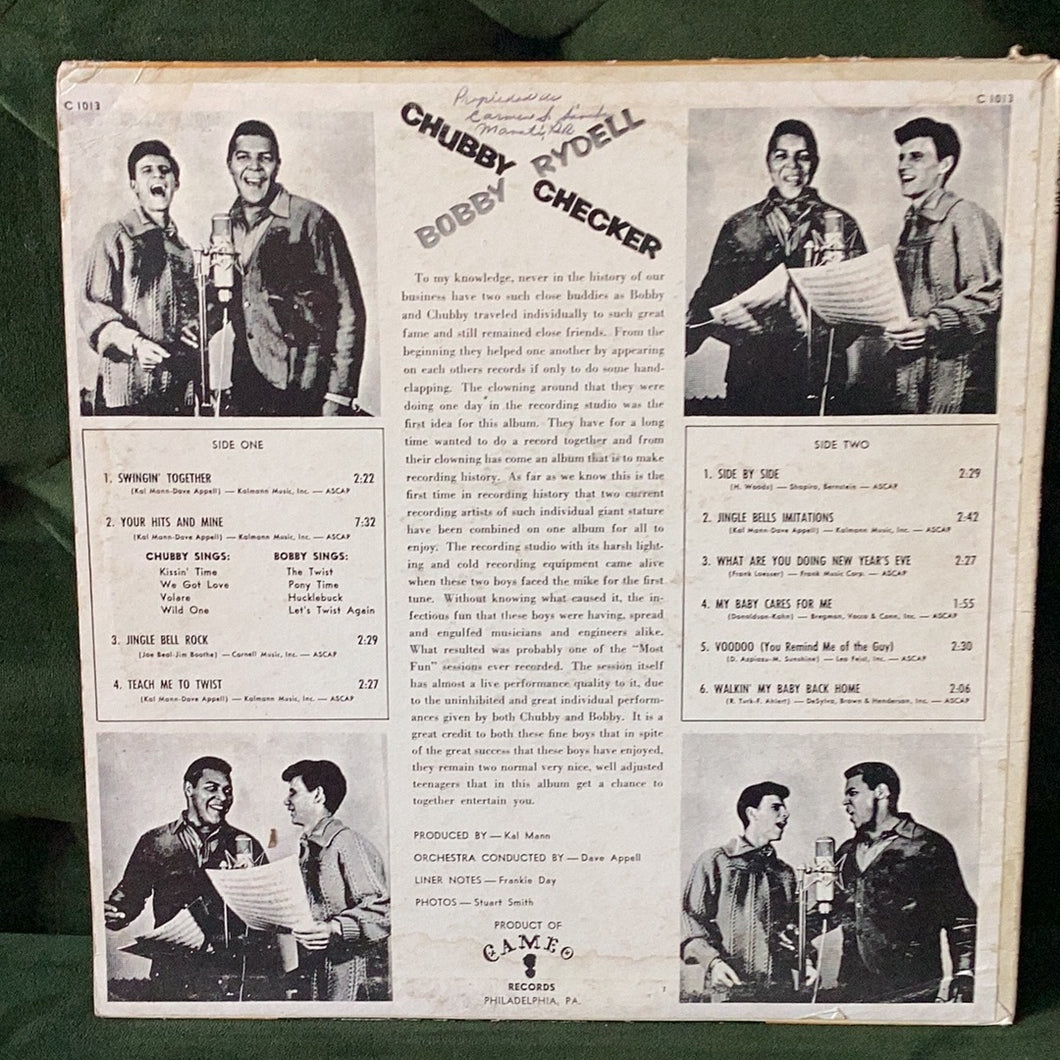 C 1013
C 1013
Propiedad de
Carmen S.
Manatí, PR
CHUBBY
CHECKER
BOBBY
RYDELL
To my knowledge, never in the history of our
business have two such close buddies as Bobby
and Chubby traveled individually to such great
fame and still remained close friends. From the
beginning they helped one another by appearing
on each others records if only to do some hand-
clapping. The clowning around that they were
doing one day in the recording studio was the
first idea for this album. They have for a long
time wanted to do a record together and from
their clowning has come an album that is to make
recording history. As far as we know this is the
first time in recording history that two current
recording artists of such individual giant stature
have been combined on one album for all to
enjoy. The recording studio with its harsh light-
ing and cold recording equipment came alive
when these two boys faced the mike for the first
tune. Without knowing what caused it, the in-
fectious fun that these boys were having, spread
and engulfed musicians and engineers alike.
What resulted was probably one of the "Most
Fun" sessions ever recorded. The session itself
has almost a live performance quality to it, due
to the uninhibited and great individual perform-
ances given by both Chubby and Bobby. It is a
great credit to both these fine boys that in spite
of the great success that these boys have enjoyed,
they remain two normal very nice, well adjusted
teenagers that in this album get a chance to
together entertain you.
PRODUCED BY — Kal Mann
ORCHESTRA CONDUCTED BY — Dave Appell
LINER NOTES — Frankie Day
PHOTOS — Stuart Smith
PRODUCT OF
CAMEO
RECORDS
PHILADELPHIA, PA.
SIDE ONE
1. SWINGIN' TOGETHER 2:22
(Kal Mann-Dave Appell) — Kalmann Music, Inc. — ASCAP
2. YOUR HITS AND MINE 7:32
(Kal Mann-Dave Appell) — Kalmann Music, Inc. — ASCAP
CHUBBY SINGS: BOBBY SINGS:
Kissin' Time The Twist
We Got Love Pony Time
Volare Hucklebuck
Wild One Let's Twist Again
3. JINGLE BELL ROCK 2:29
(Joe Beal-Jim Boothe) — Cornell Music, Inc. — ASCAP
4. TEACH ME TO TWIST 2:27
(Kal Mann-Dave Appell) — Kalmann Music, Inc. — ASCAP
SIDE TWO
1. SIDE BY SIDE 2:29
(H. Woods) — Shapiro, Bernstein — ASCAP
2. JINGLE BELLS IMITATIONS 2:42
(Kal Mann-Dave Appell) — Kalmann Music, Inc. — ASCAP
3. WHAT ARE YOU DOING NEW YEAR'S EVE 2:27
(Frank Loesser) — Frank Music Corp. — ASCAP
4. MY BABY CARES FOR ME 1:55
(Donaldson-Kahn) — Bregman, Vocco & Conn, Inc. — ASCAP
5. VOODOO (You Remind Me of the Guy) 2:30
(D. Azpiazu-M. Sunshine) — Leo Feist, Inc. — ASCAP
6. WALKIN' MY BABY BACK HOME 2:06
(R. Turk-F. Ahlert) — DeSylva, Brown & Henderson, Inc. — ASCAP